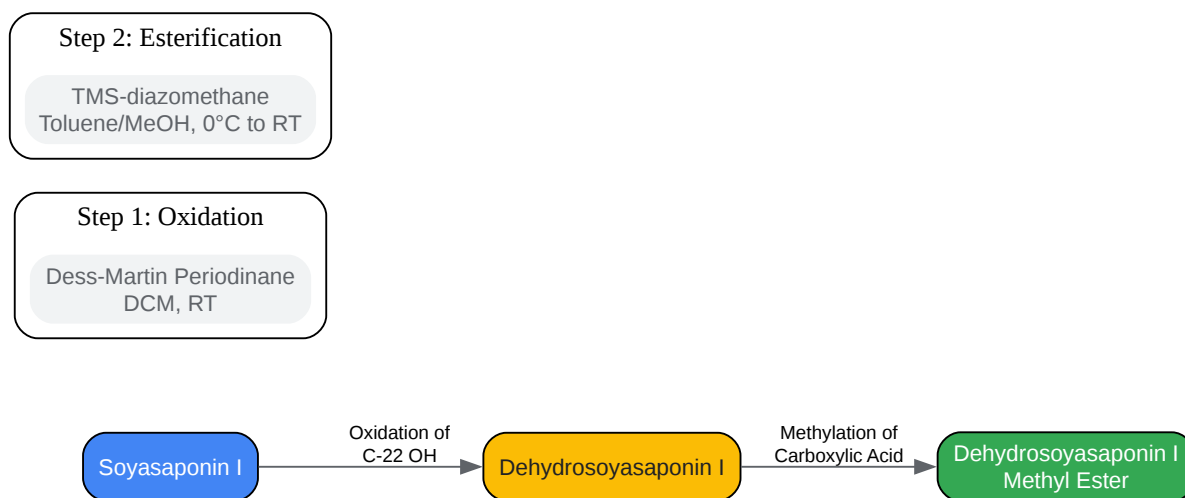 Step 2: Esterification
TMS-diazomethane
Toluene/MeOH, 0°C to RT
Step 1: Oxidation
Dess-Martin Periodinane
DCM, RT
Soyasaponin I
Oxidation of
C-22 OH
Dehydrosoyasaponin I
Methylation of
Carboxylic Acid
Dehydrosoyasaponin I
Methyl Ester